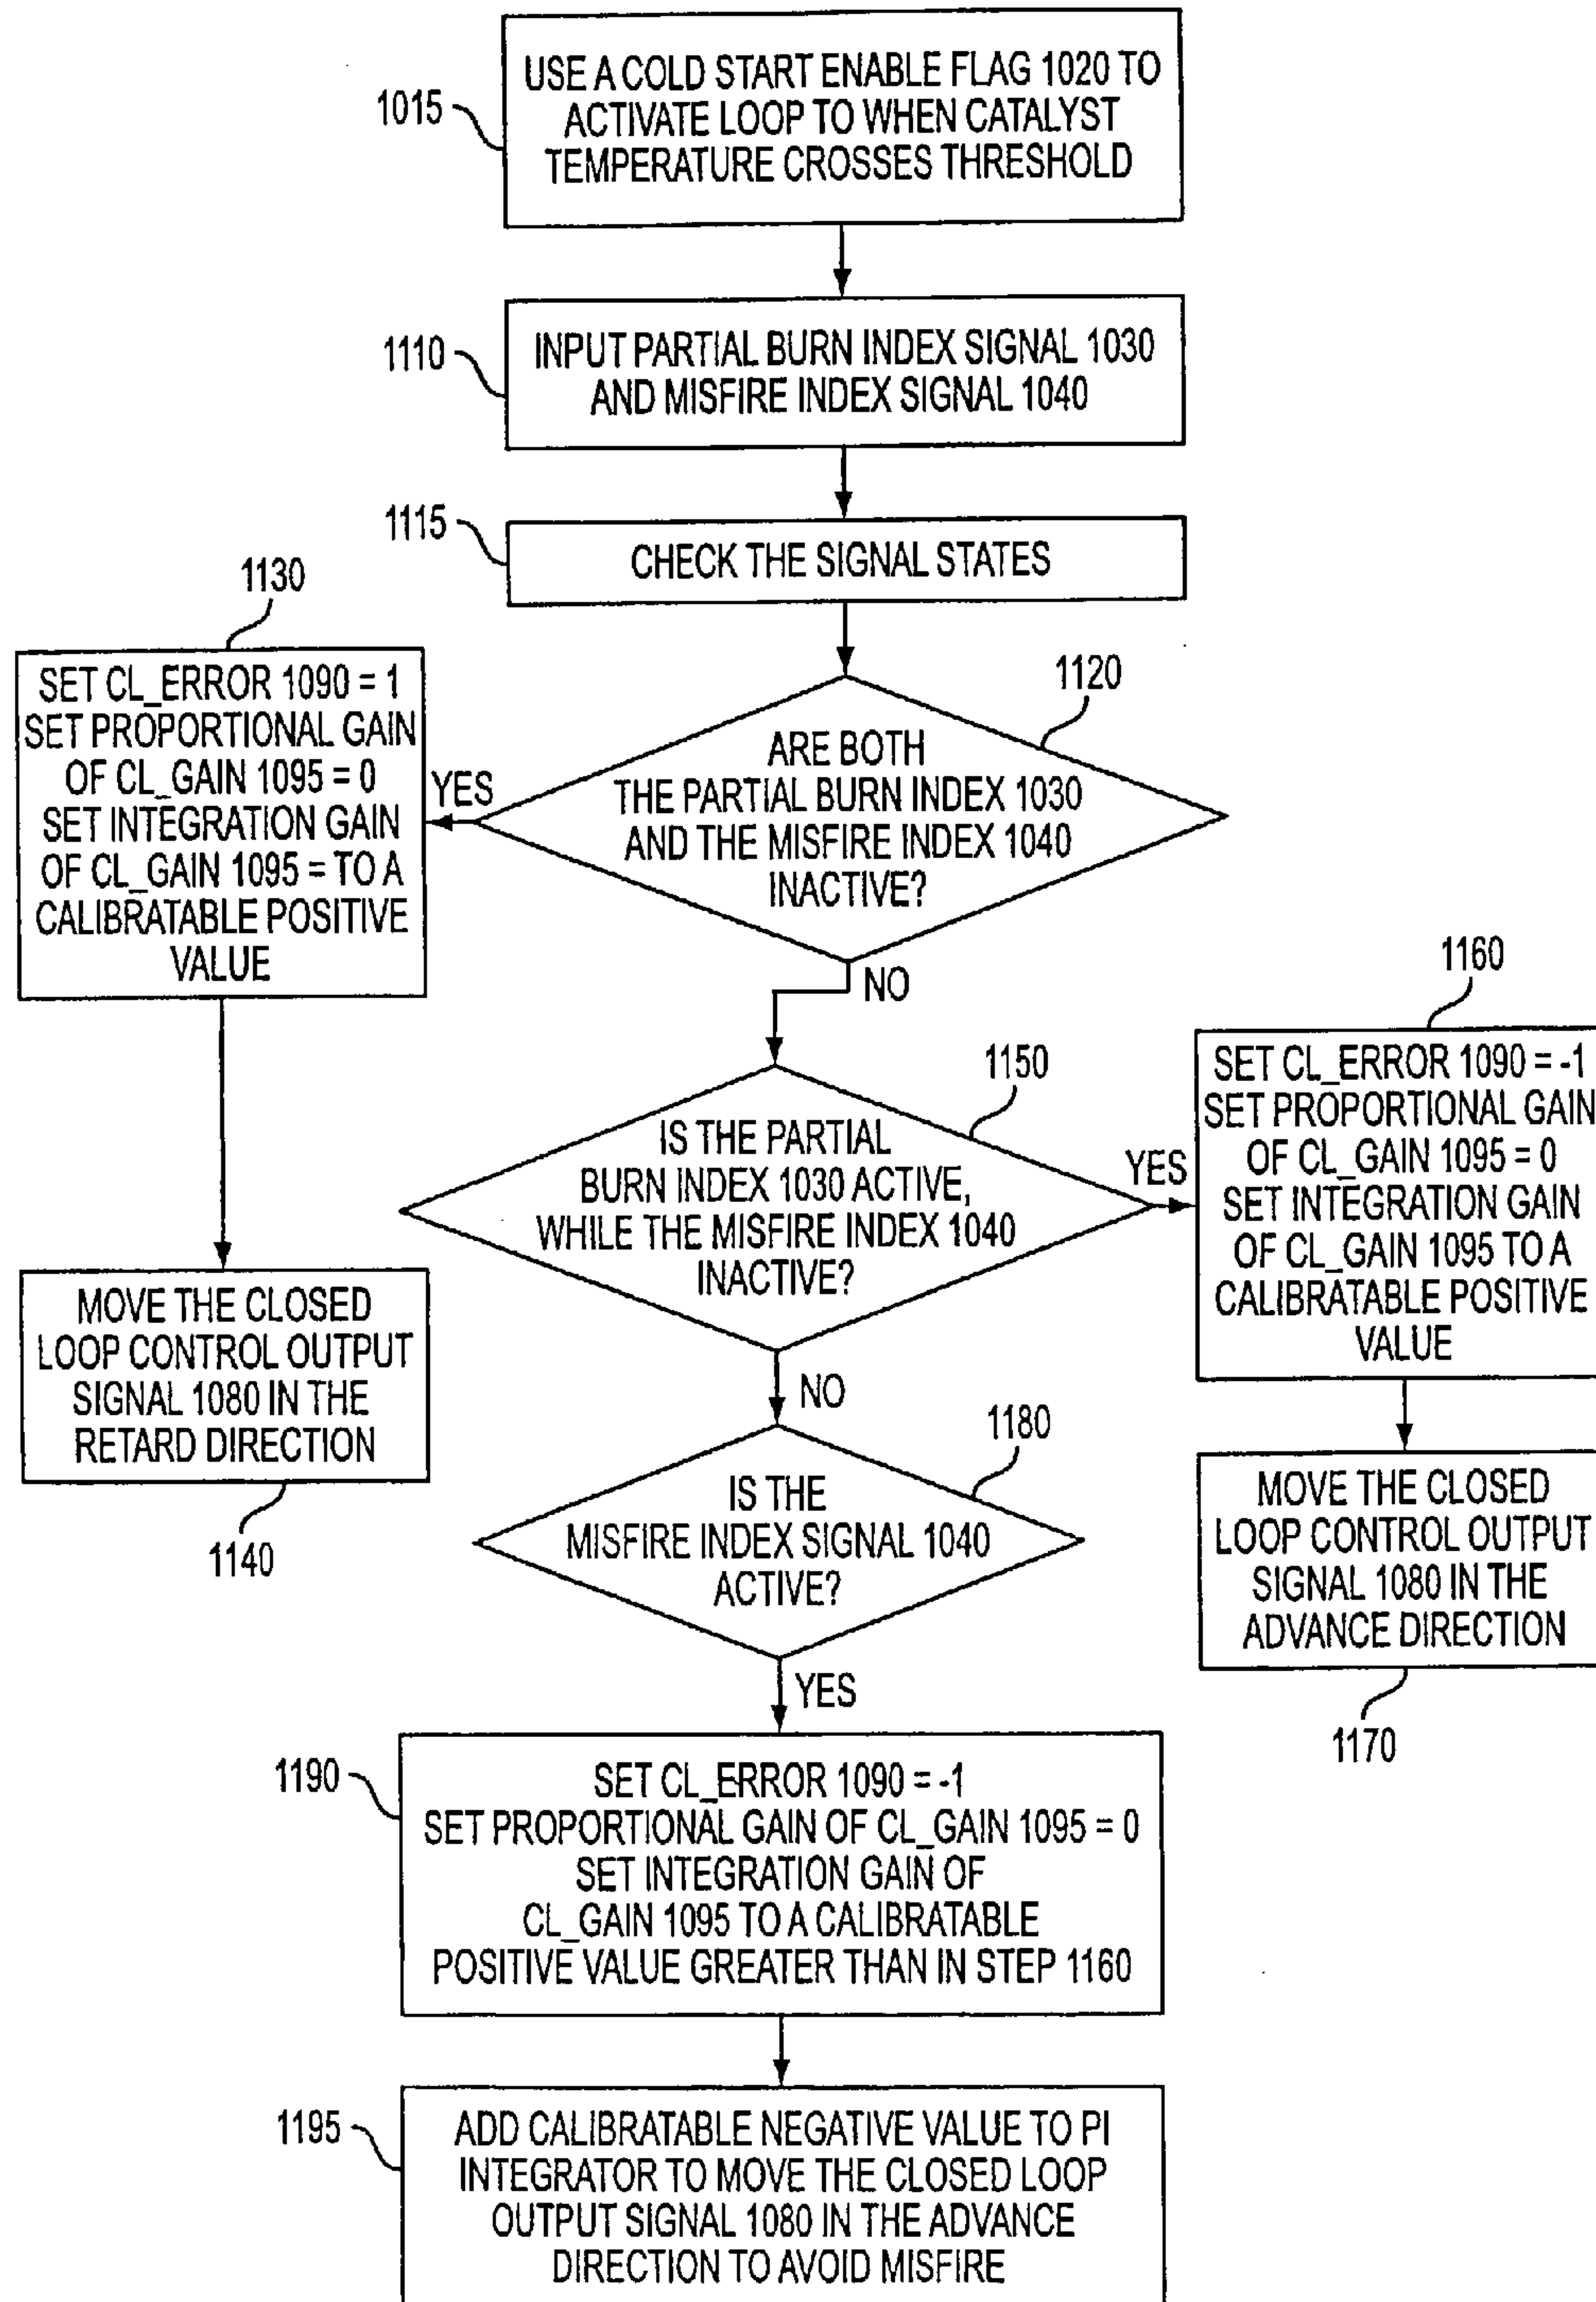 USE A COLD START ENABLE FLAG 1020 TO
ACTIVATE LOOP TO WHEN CATALYST
TEMPERATURE CROSSES THRESHOLD
1015
INPUT PARTIAL BURN INDEX SIGNAL 1030
AND MISFIRE INDEX SIGNAL 1040
1110
CHECK THE SIGNAL STATES
1115
ARE BOTH
THE PARTIAL BURN INDEX 1030
AND THE MISFIRE INDEX 1040
INACTIVE?
1120
YES
1130
SET CL_ERROR 1090 = 1
SET PROPORTIONAL GAIN
OF CL_GAIN 1095 = 0
SET INTEGRATION GAIN
OF CL_GAIN 1095 = TO A
CALIBRATABLE POSITIVE
VALUE
MOVE THE CLOSED
LOOP CONTROL OUTPUT
SIGNAL 1080 IN THE
RETARD DIRECTION
1140
NO
IS THE PARTIAL
BURN INDEX 1030 ACTIVE,
WHILE THE MISFIRE INDEX 1040
INACTIVE?
1150
YES
1160
SET CL_ERROR 1090 = -1
SET PROPORTIONAL GAIN
OF CL_GAIN 1095 = 0
SET INTEGRATION GAIN
OF CL_GAIN 1095 TO A
CALIBRATABLE POSITIVE
VALUE
MOVE THE CLOSED
LOOP CONTROL OUTPUT
SIGNAL 1080 IN THE
ADVANCE DIRECTION
1170
NO
IS THE
MISFIRE INDEX SIGNAL 1040
ACTIVE?
1180
YES
SET CL_ERROR 1090 = -1
SET PROPORTIONAL GAIN OF CL_GAIN 1095 = 0
SET INTEGRATION GAIN OF
CL_GAIN 1095 TO A CALIBRATABLE
POSITIVE VALUE GREATER THAN IN STEP 1160
1190
ADD CALIBRATABLE NEGATIVE VALUE TO PI
INTEGRATOR TO MOVE THE CLOSED LOOP
OUTPUT SIGNAL 1080 IN THE ADVANCE
DIRECTION TO AVOID MISFIRE
1195